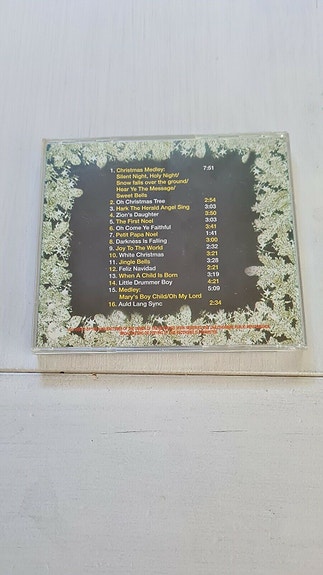 1. Christmas Medley: 7:51
Silent Night, Holy Night/
Snow falls over the ground/
Hear Ye The Message/
Sweet Bells
2. Oh Christmas Tree 2:54
3. Hark The Herald Angel Sing 3:03
4. Zion's Daughter 3:50
5. The First Noel 3:03
6. Oh Come Ye Faithful 3:41
7. Petit Papa Noel 1:41
8. Darkness Is Falling 3:00
9. Joy To The World 2:32
10. White Christmas 3:21
11. Jingle Bells 3:28
12. Feliz Navidad 2:21
13. When A Child Is Born 3:19
14. Little Drummer Boy 4:21
15. Medley: 5:09
Mary's Boy Child/Oh My Lord
16. Auld Lang Sync 2:34